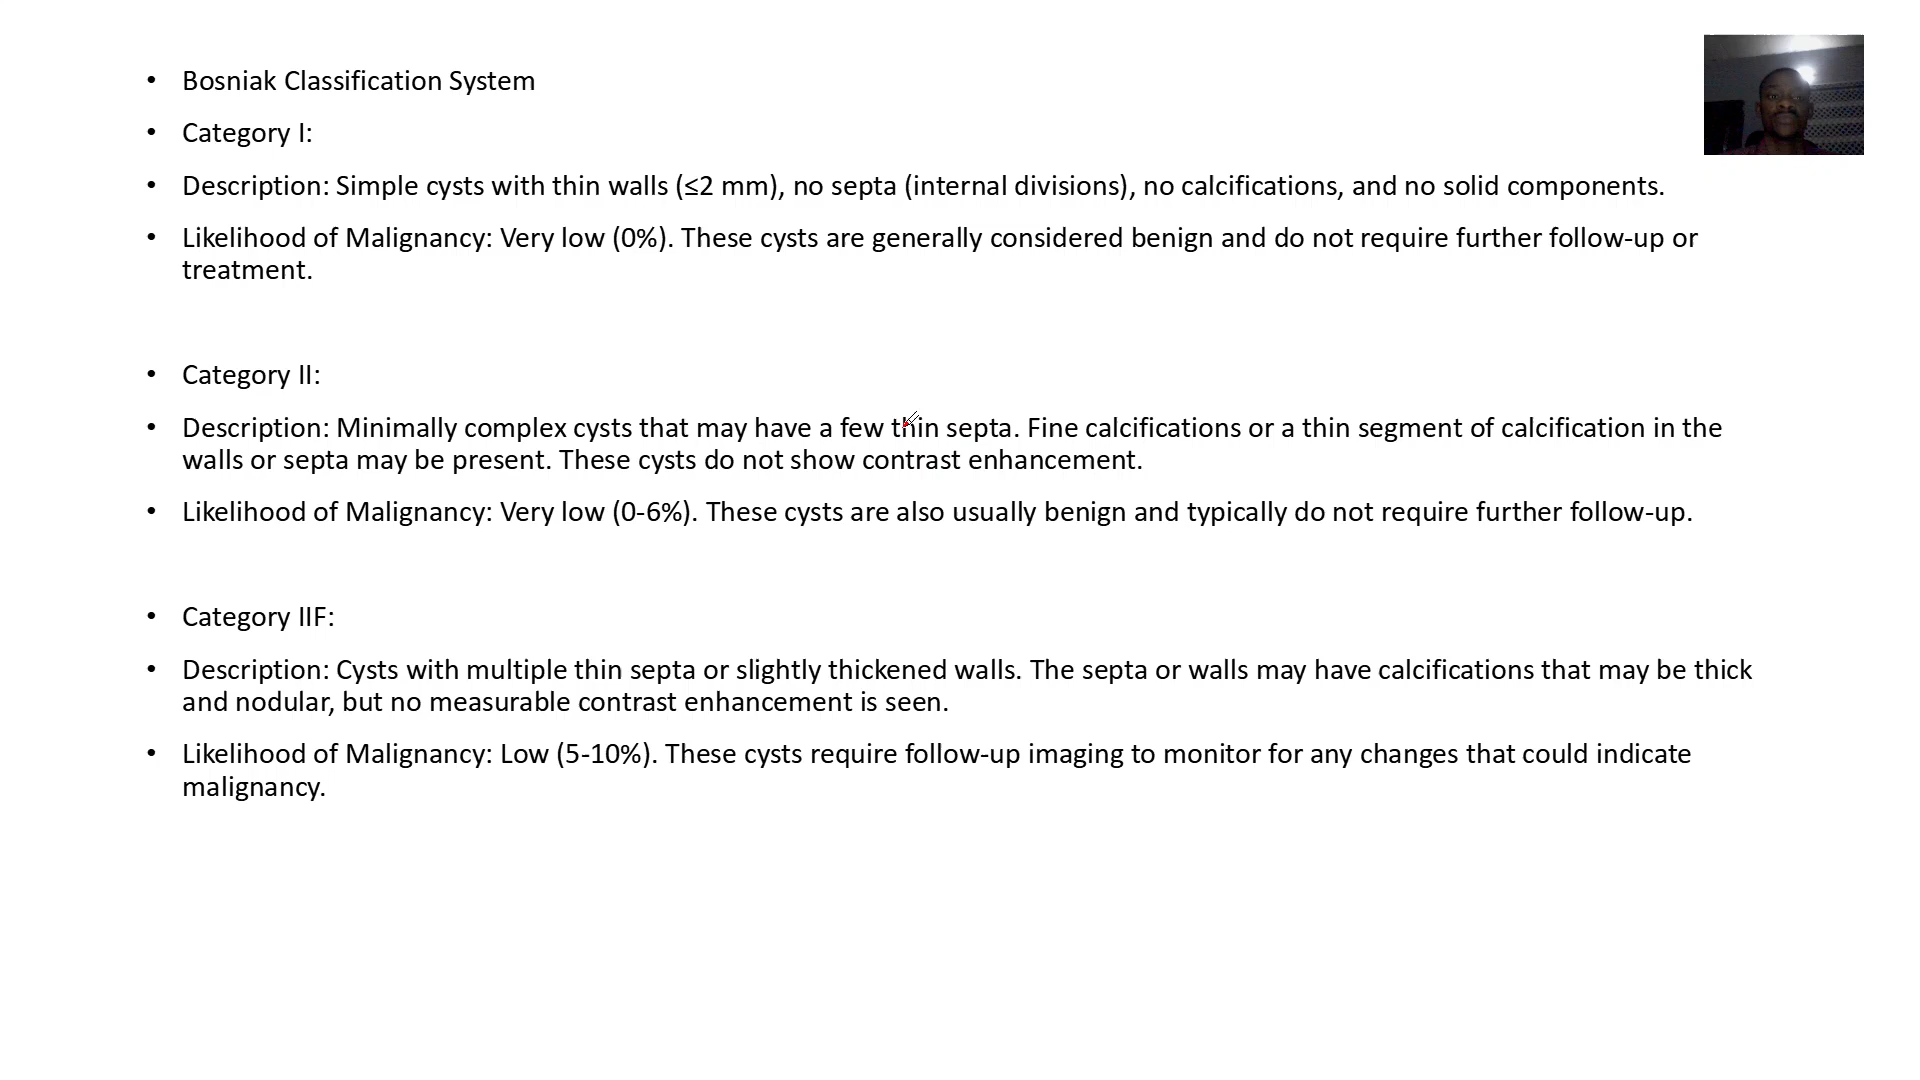 • Bosniak Classification System
• Category I:
• Description: Simple cysts with thin walls (≤2 mm), no septa (internal divisions), no calcifications, and no solid components.
• Likelihood of Malignancy: Very low (0%). These cysts are generally considered benign and do not require further follow-up or
treatment.
• Category II:
• Description: Minimally complex cysts that may have a few thin septa. Fine calcifications or a thin segment of calcification in the
walls or septa may be present. These cysts do not show contrast enhancement.
• Likelihood of Malignancy: Very low (0-6%). These cysts are also usually benign and typically do not require further follow-up.
• Category IIF:
• Description: Cysts with multiple thin septa or slightly thickened walls. The septa or walls may have calcifications that may be thick
and nodular, but no measurable contrast enhancement is seen.
• Likelihood of Malignancy: Low (5-10%). These cysts require follow-up imaging to monitor for any changes that could indicate
malignancy.